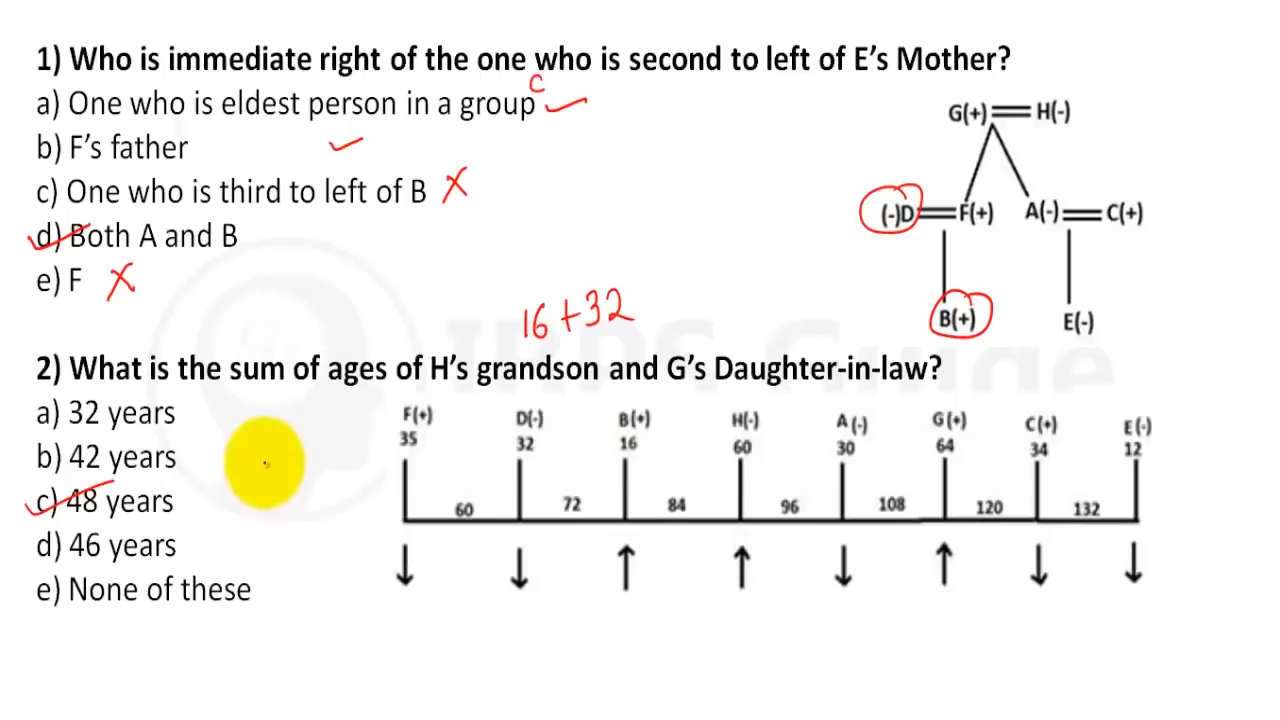 1) Who is immediate right of the one who is second to left of E's Mother?
a) One who is eldest person in a group C
b) F's father
c) One who is third to left of B
d) Both A and B
e) F
G(+) H(-)
(-)D F(+) A(-) C(+)
B(+) E(-)
16+32
2) What is the sum of ages of H's grandson and G's Daughter-in-law?
a) 32 years
b) 42 years
c) 48 years
d) 46 years
e) None of these
F(+) D(-) B(+) H(-) A(-) G(+) C(+) E(-)
35 32 16 60 30 64 34 12
60 72 84 96 108 120 132